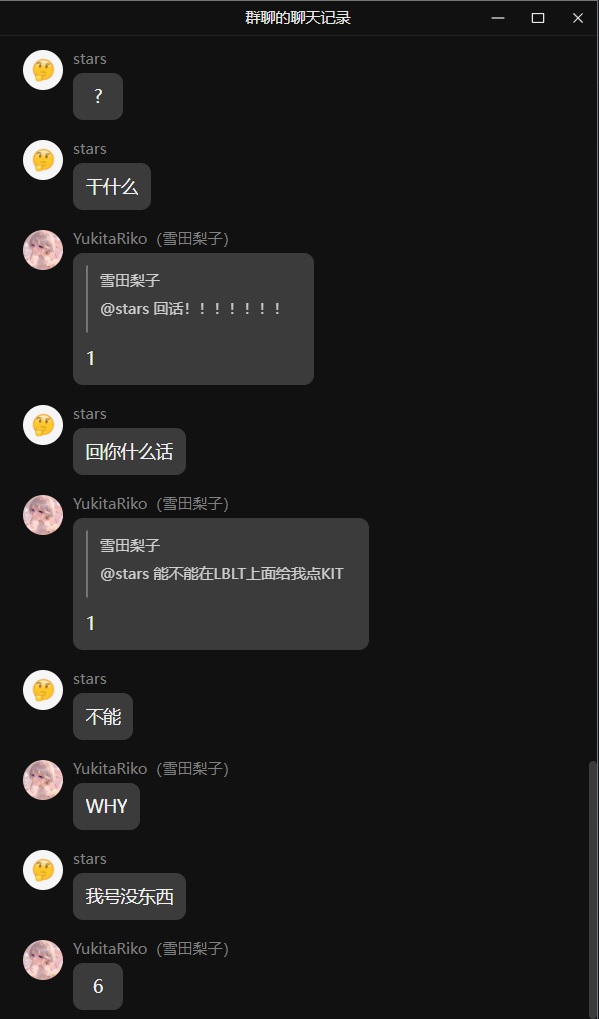 群聊的聊天记录
stars
?
stars
干什么
YukitaRiko（雪田梨子）
雪田梨子
@stars 回话！！！！！！！
1
stars
回你什么话
YukitaRiko（雪田梨子）
雪田梨子
@stars 能不能在LBLT上面给我点KIT
1
stars
不能
YukitaRiko（雪田梨子）
WHY
stars
我号没东西
YukitaRiko（雪田梨子）
6